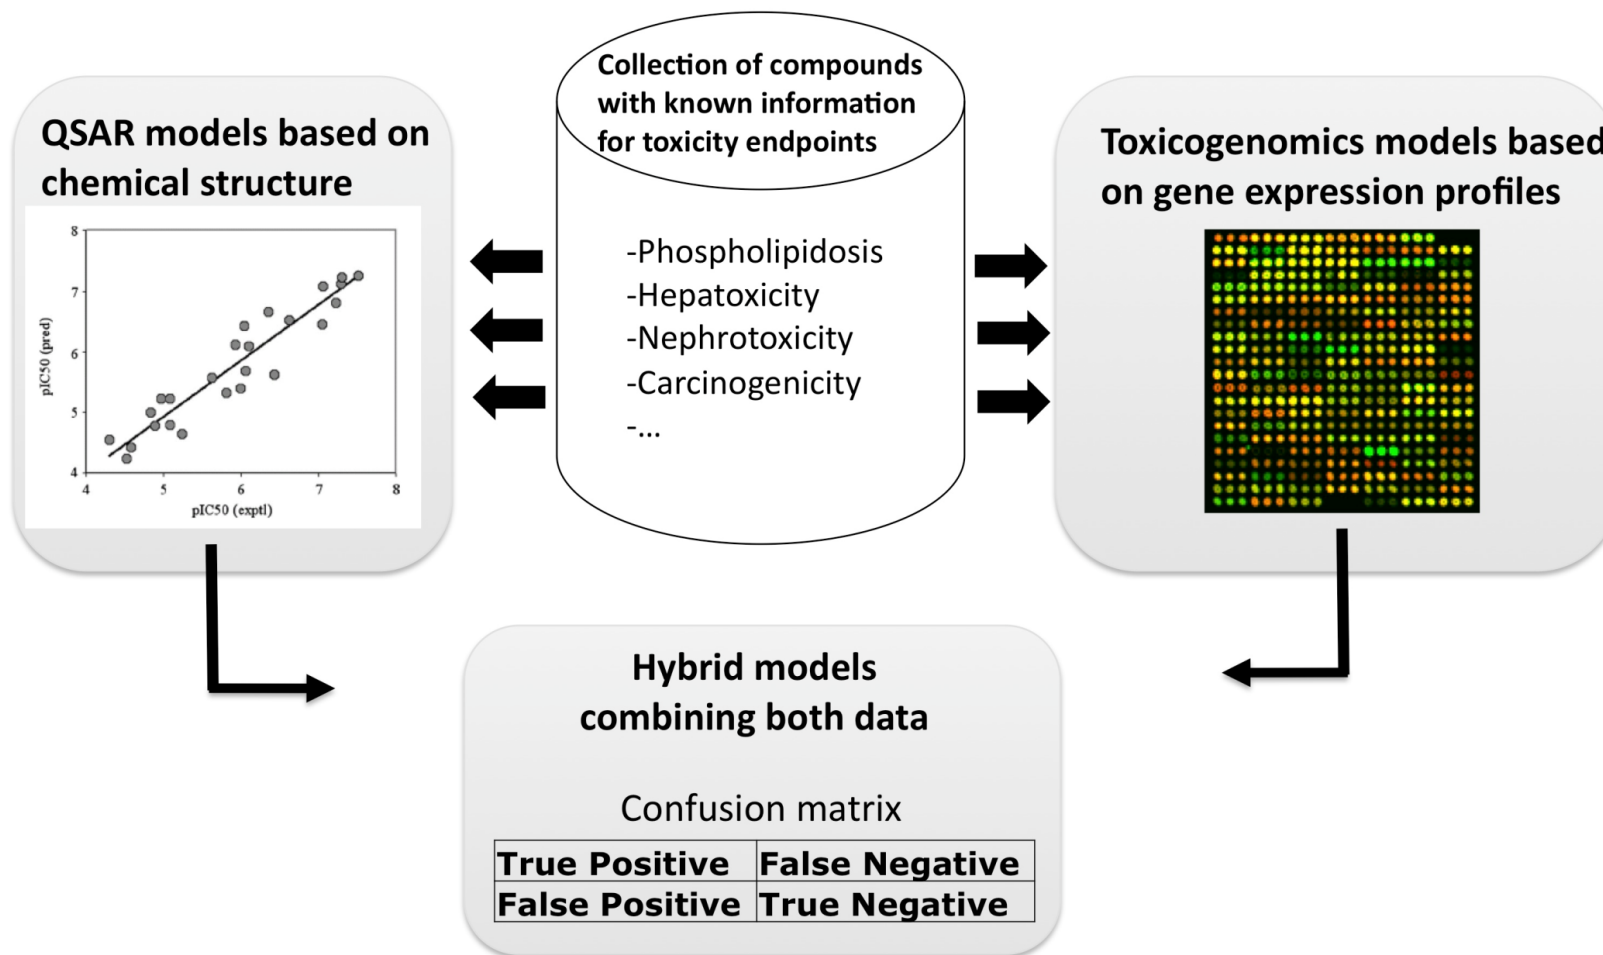 Collection of compounds
with known information
for toxicity endpoints
QSAR models based on
chemical structure
8
7
6
5
4
4 5 6 7 8
pIC50 (pred)
pIC50 (exptl)
-Phospholipidosis
-Hepatoxicity
-Nephrotoxicity
-Carcinogenicity
-...
Toxicogenomics models based
on gene expression profiles
Hybrid models
combining both data
Confusion matrix
True Positive False Negative
False Positive True Negative